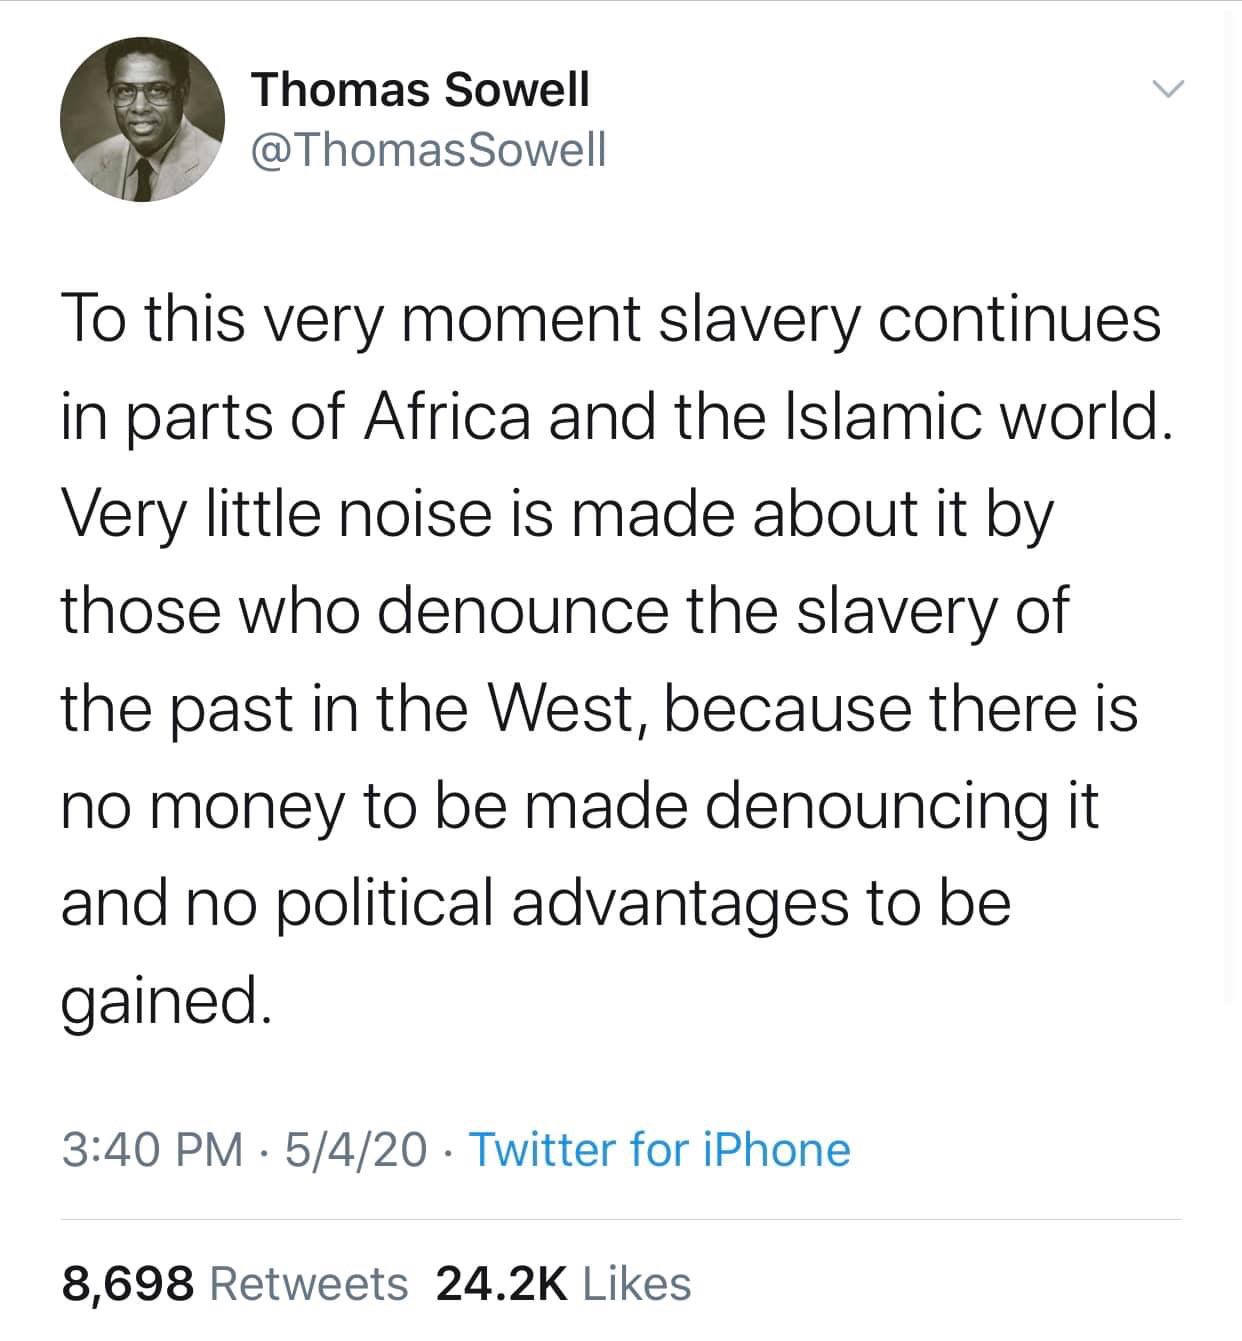 Thomas Sowell
@ThomasSowell
To this very moment slavery continues
in parts of Africa and the Islamic world.
Very little noise is made about it by
those who denounce the slavery of
the past in the West, because there is
no money to be made denouncing it
and no political advantages to be
gained.
3:40 PM · 5/4/20 · Twitter for iPhone
8,698 Retweets 24.2K Likes